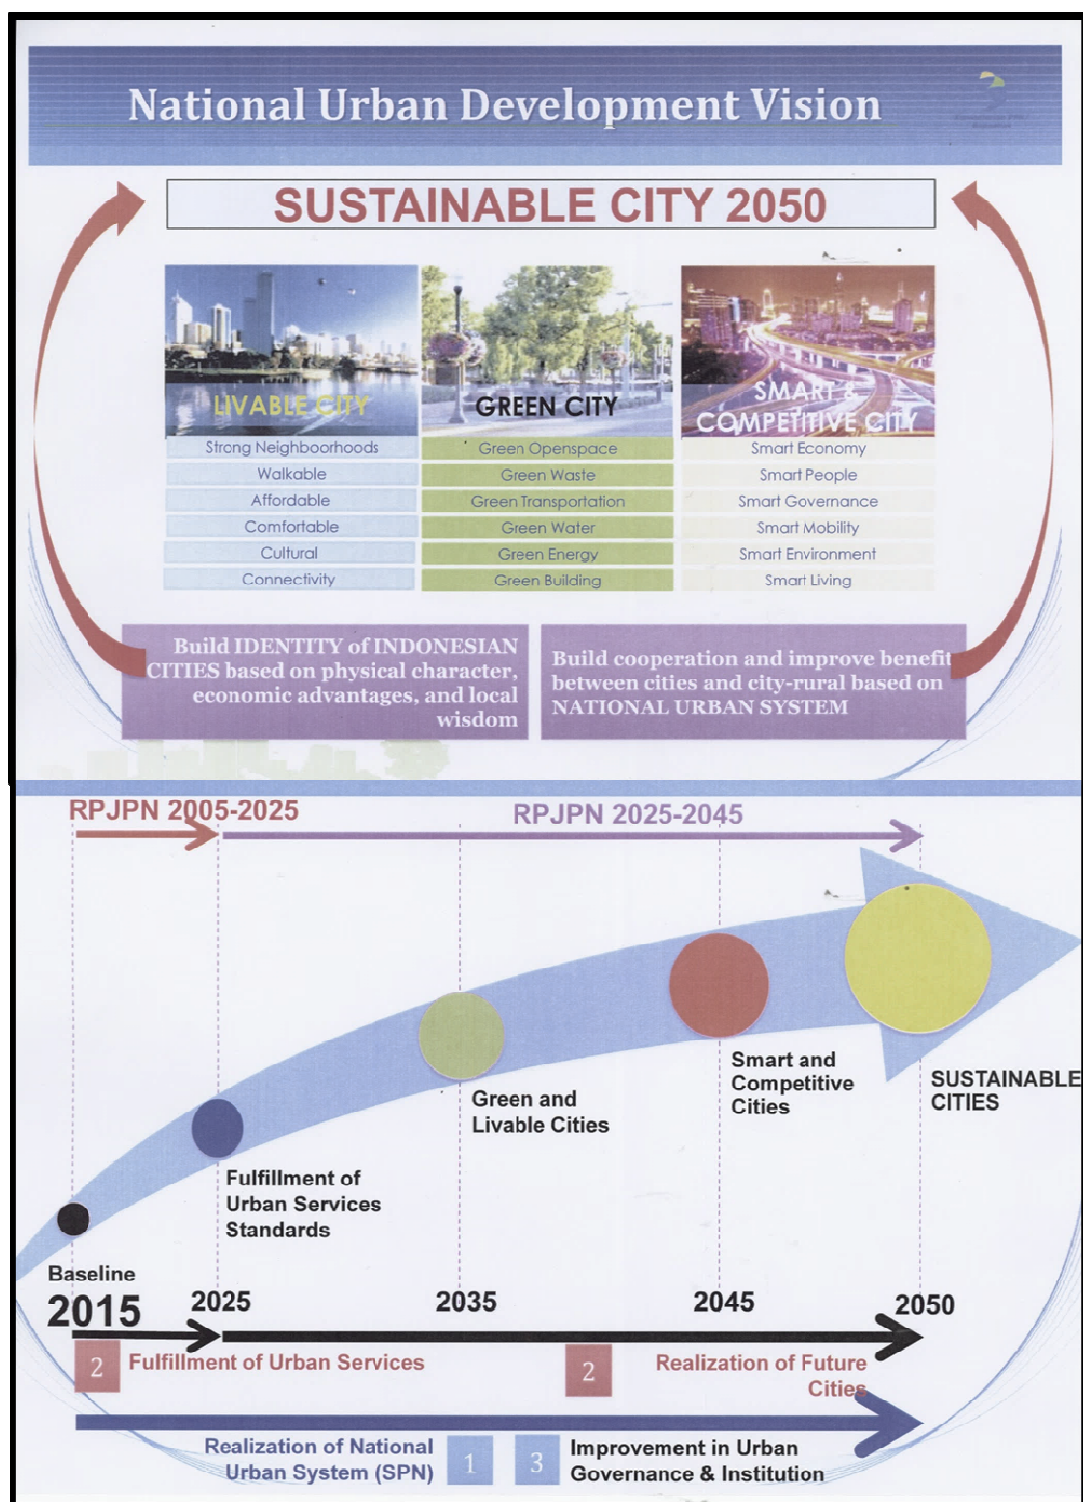 National Urban Development Vision
SUSTAINABLE CITY 2050
LIVABLE CITY
Strong Neighboorhoods
Walkable
Affordable
Comfortable
Cultural
Connectivity
GREEN CITY
Green Openspace
Green Waste
Green Transportation
Green Water
Green Energy
Green Building
SMART &
COMPETITIVE CITY
Smart Economy
Smart People
Smart Governance
Smart Mobility
Smart Environment
Smart Living
Build IDENTITY of INDONESIAN
CITIES based on physical character,
economic advantages, and local
wisdom
Build cooperation and improve benefit
between cities and city-rural based on
NATIONAL URBAN SYSTEM
RPJPN 2005-2025
RPJPN 2025-2045
Baseline
2015
Fulfillment of
Urban Services
Standards
2025
Green and
Livable Cities
2035
Smart and
Competitive
Cities
2045
SUSTAINABLE
CITIES
2050
2
Fulfillment of Urban Services
2
Realization of Future
Cities
Realization of National
Urban System (SPN)
1
3
Improvement in Urban
Governance & Institution